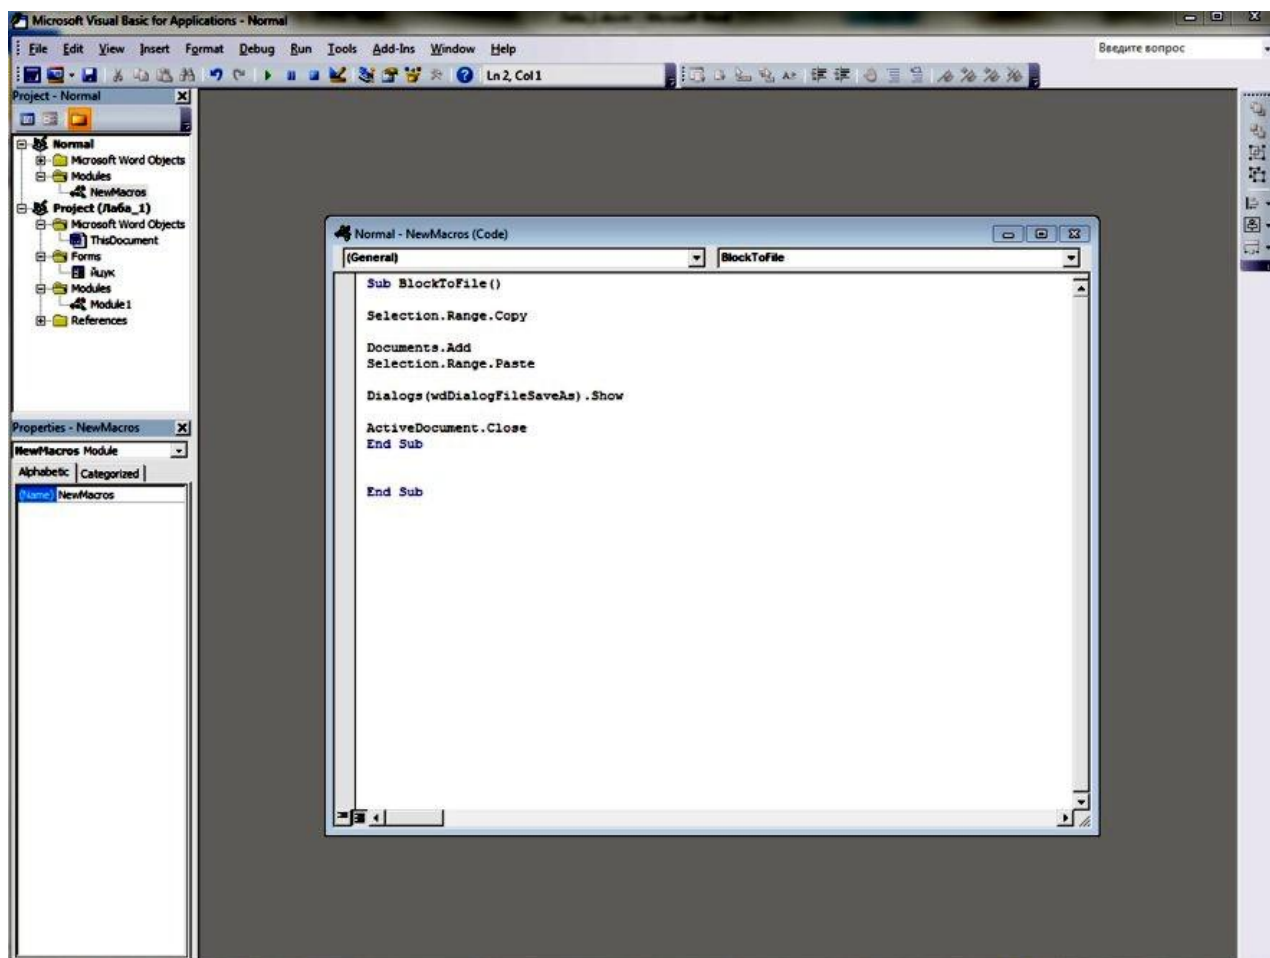 Microsoft Visual Basic for Applications - Normal
File Edit View Insert Format Debug Run Tools Add-Ins Window Help Введите вопрос
Ln 2, Col 1
Project - Normal
Normal
Microsoft Word Objects
Modules
NewMacros
Project (Лаба_1)
Microsoft Word Objects
ThisDocument
Forms
йцук
Modules
Module1
References
Properties - NewMacros
NewMacros Module
Alphabetic Categorized
(Name) NewMacros
Normal - NewMacros (Code)
(General) BlockToFile
Sub BlockToFile()
Selection.Range.Copy
Documents.Add
Selection.Range.Paste
Dialogs(wdDialogFileSaveAs).Show
ActiveDocument.Close
End Sub
End Sub